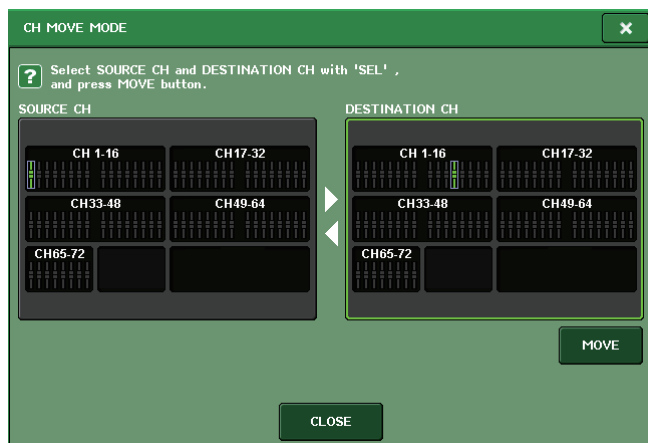 CH MOVE MODE
×
? Select SOURCE CH and DESTINATION CH with 'SEL' ,
and press MOVE button.
SOURCE CH
DESTINATION CH
CH 1-16
CH17-32
CH 1-16
CH17-32
CH33-48
CH49-64
CH33-48
CH49-64
CH65-72
CH65-72
MOVE
CLOSE